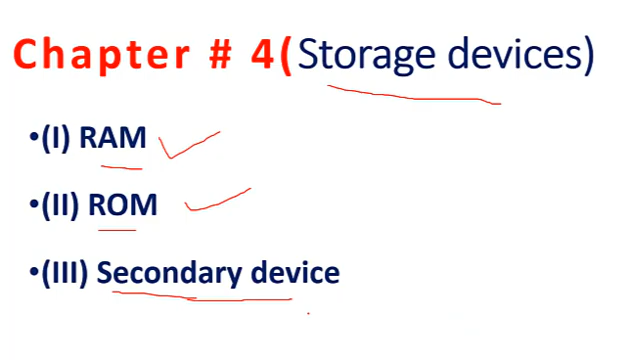 Chapter # 4(Storage devices)
•(I) RAM
•(II) ROM
•(III) Secondary device